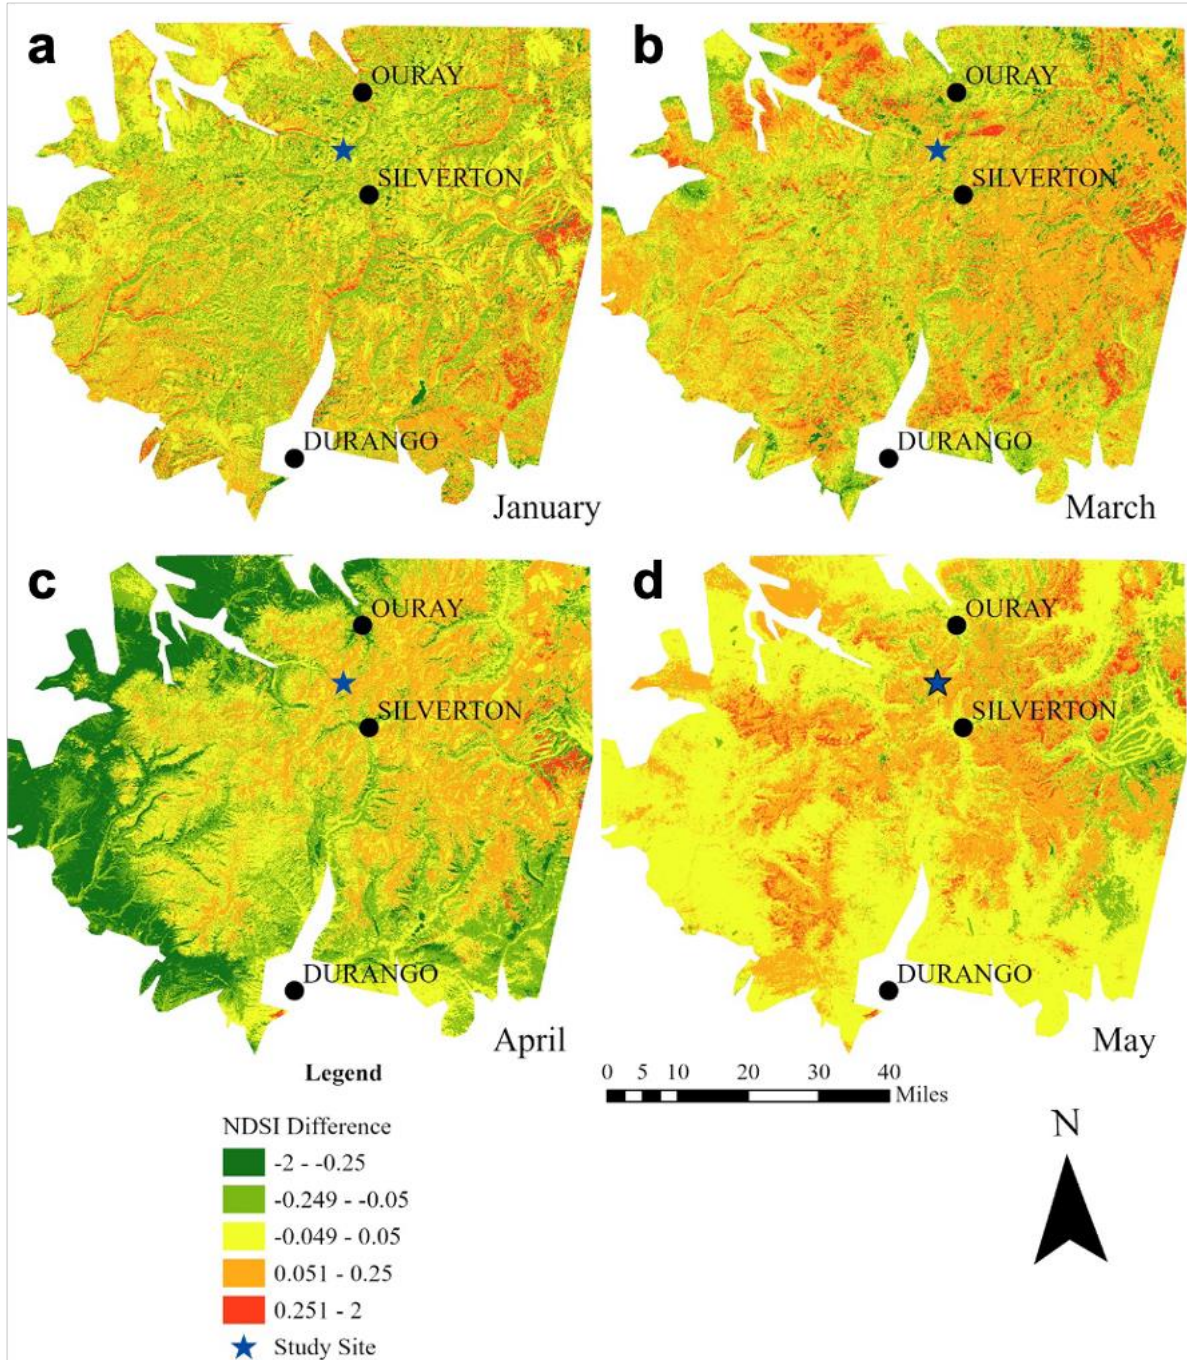 a
OURAY
SILVERTON
DURANGO
January
b
OURAY
SILVERTON
DURANGO
March
c
OURAY
SILVERTON
DURANGO
April
d
OURAY
SILVERTON
DURANGO
May
Legend
NDSI Difference
-2 - -0.25
-0.249 - -0.05
-0.049 - 0.05
0.051 - 0.25
0.251 - 2
Study Site
0 5 10 20 30 40
Miles
N